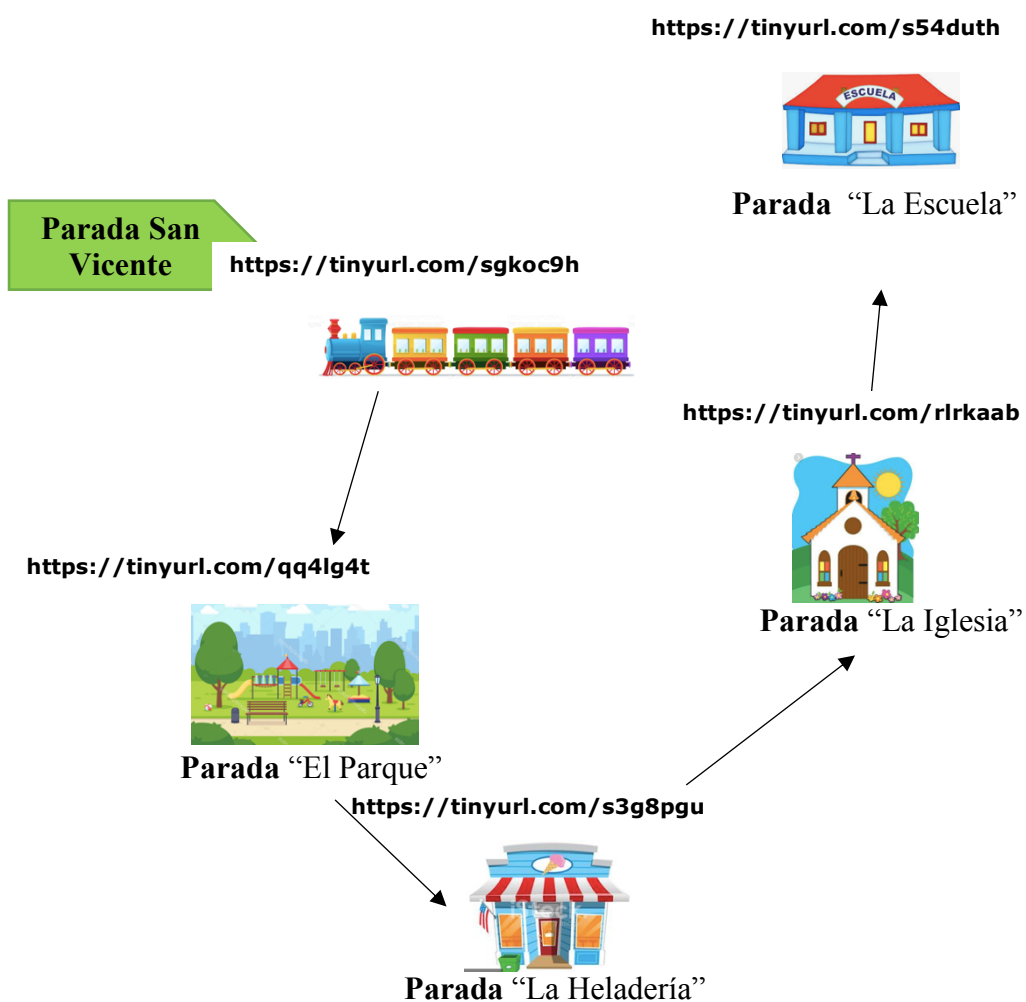 https://tinyurl.com/s54duth
ESCUELA
Parada “La Escuela”
Parada San
Vicente
https://tinyurl.com/sgkoc9h
https://tinyurl.com/rlrkaab
Parada “La Iglesia”
https://tinyurl.com/qq4lg4t
Parada “El Parque”
https://tinyurl.com/s3g8pgu
Parada “La Heladería”